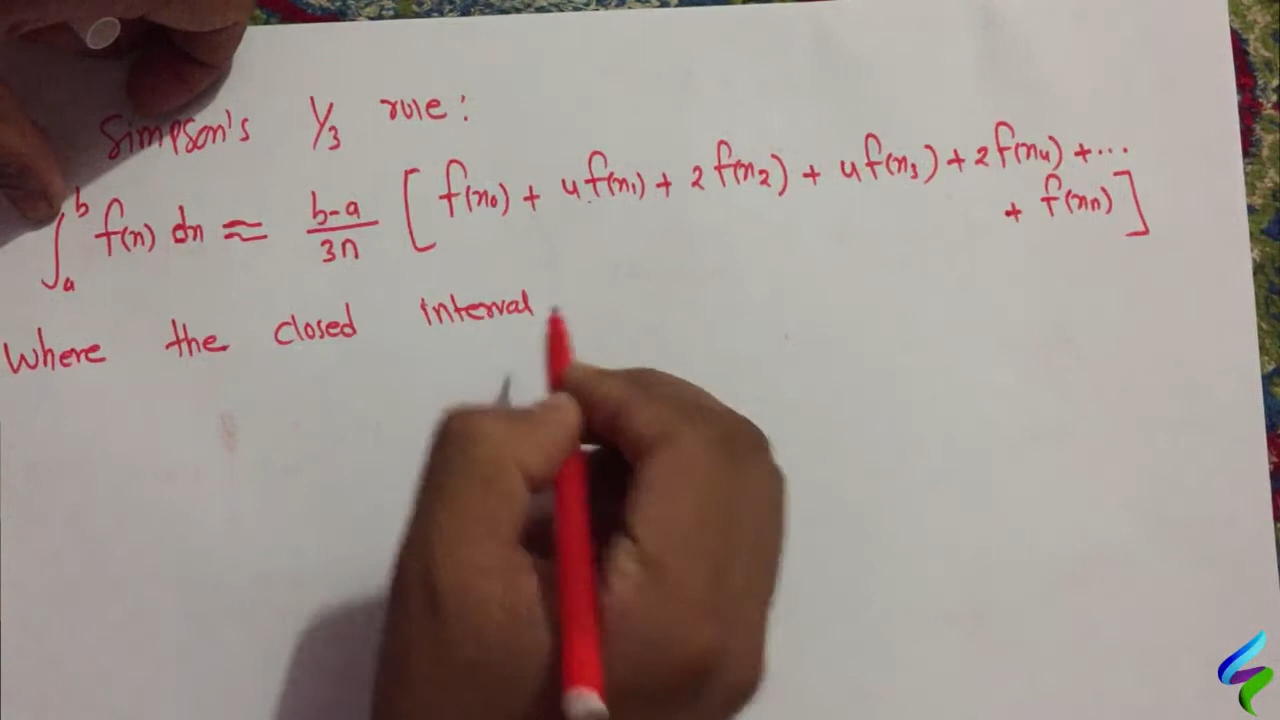 Simpson's 1/3 rule:
∫ₐᵇ f(x) dx ≈ (b-a)/3n [ f(x₀) + 4f(x₁) + 2f(x₂) + 4f(x₃) + 2f(x₄) + ...
+ f(xₙ) ]
Where the closed interval